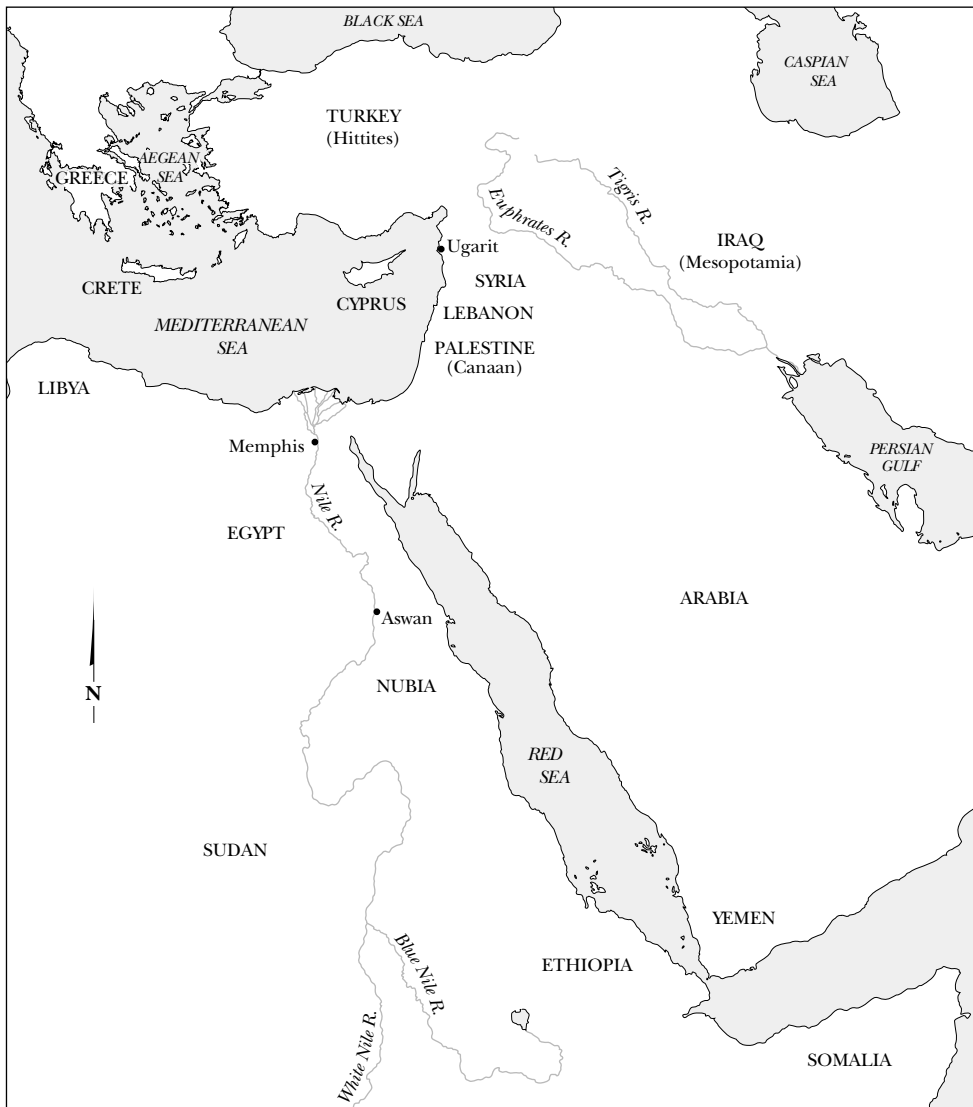 BLACK SEA
CASPIAN
SEA
TURKEY
(Hittites)
AEGEAN
SEA
GREECE
Tigris R.
Euphrates R.
IRAQ
(Mesopotamia)
Ugarit
SYRIA
CRETE
CYPRUS
LEBANON
MEDITERRANEAN
SEA
PALESTINE
(Canaan)
LIBYA
Memphis
PERSIAN
GULF
Nile R.
EGYPT
ARABIA
Aswan
NUBIA
N
RED
SEA
SUDAN
YEMEN
Blue Nile R.
ETHIOPIA
White Nile R.
SOMALIA